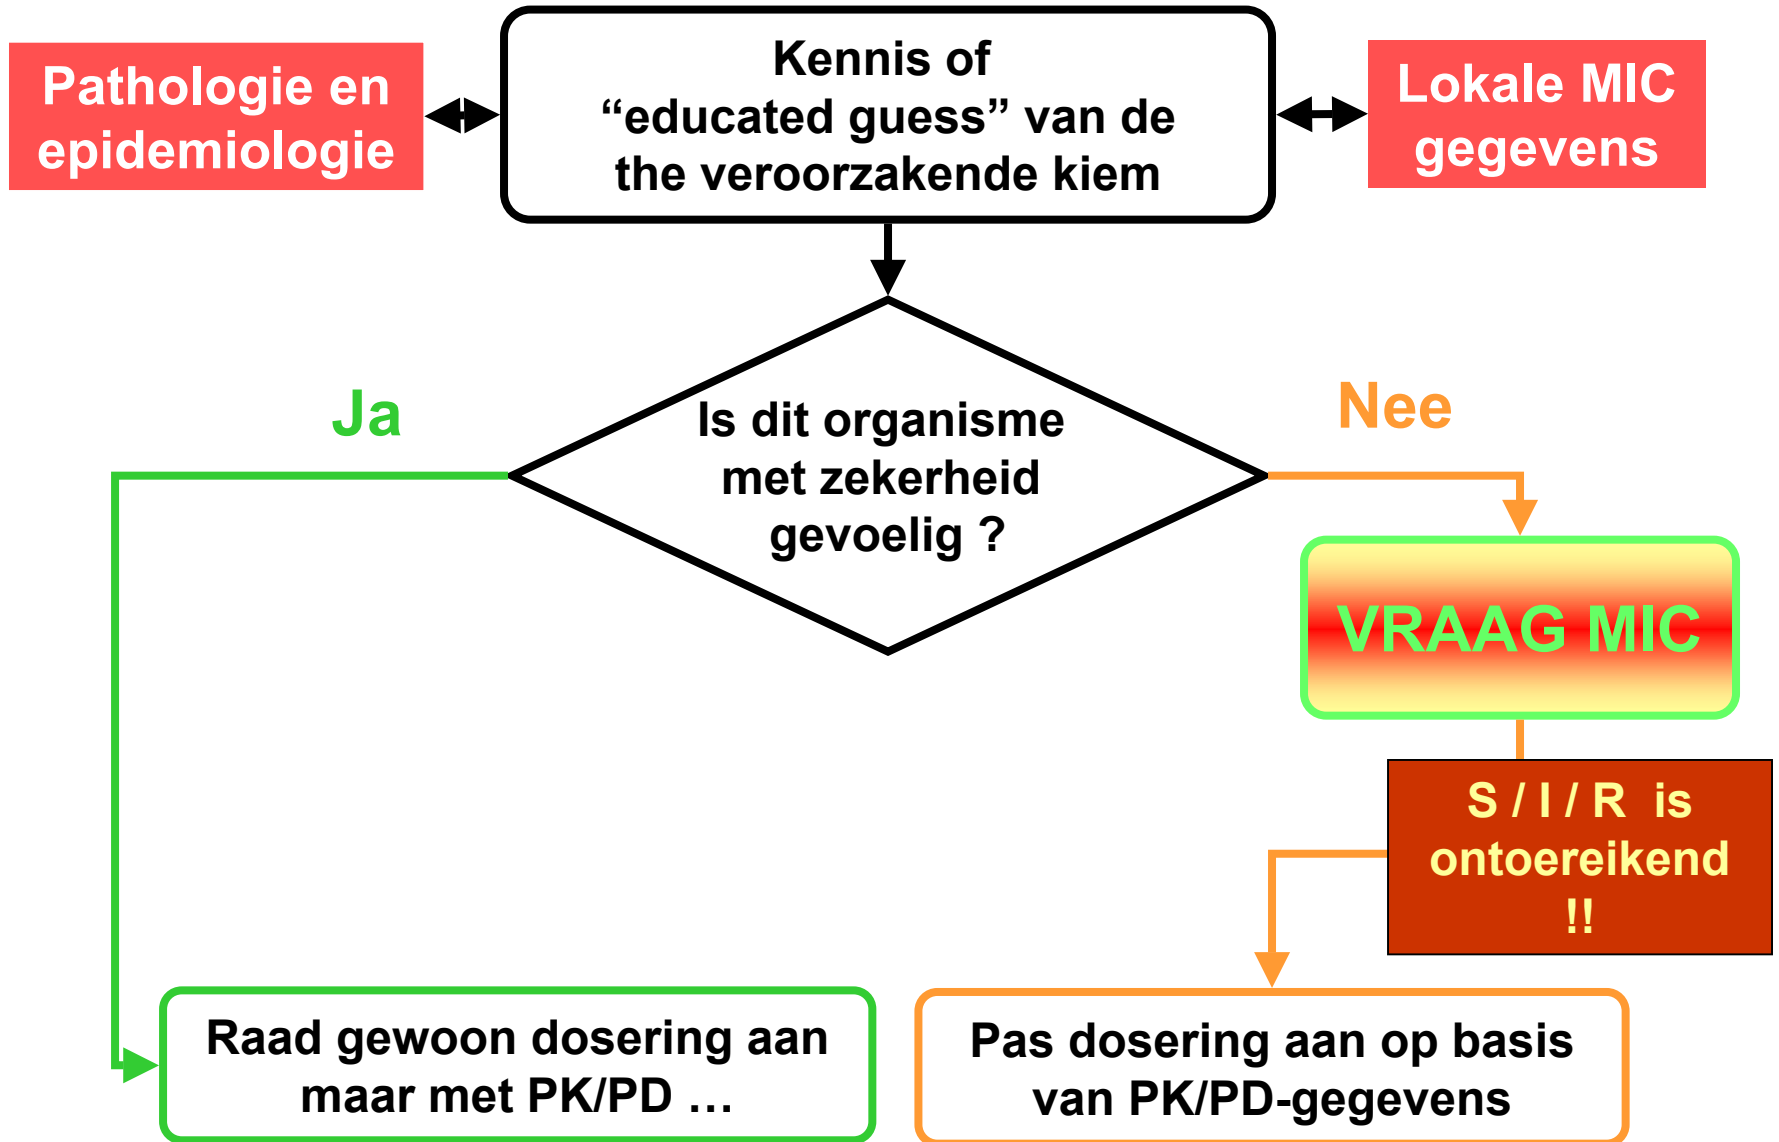 Pathologie en
epidemiologie
Kennis of
“educated guess” van de
the veroorzakende kiem
Lokale MIC
gegevens
Ja
Is dit organisme
met zekerheid
gevoelig ?
Nee
VRAAG MIC
S / I / R is
ontoereikend
!!
Raad gewoon dosering aan
maar met PK/PD …
Pas dosering aan op basis
van PK/PD-gegevens